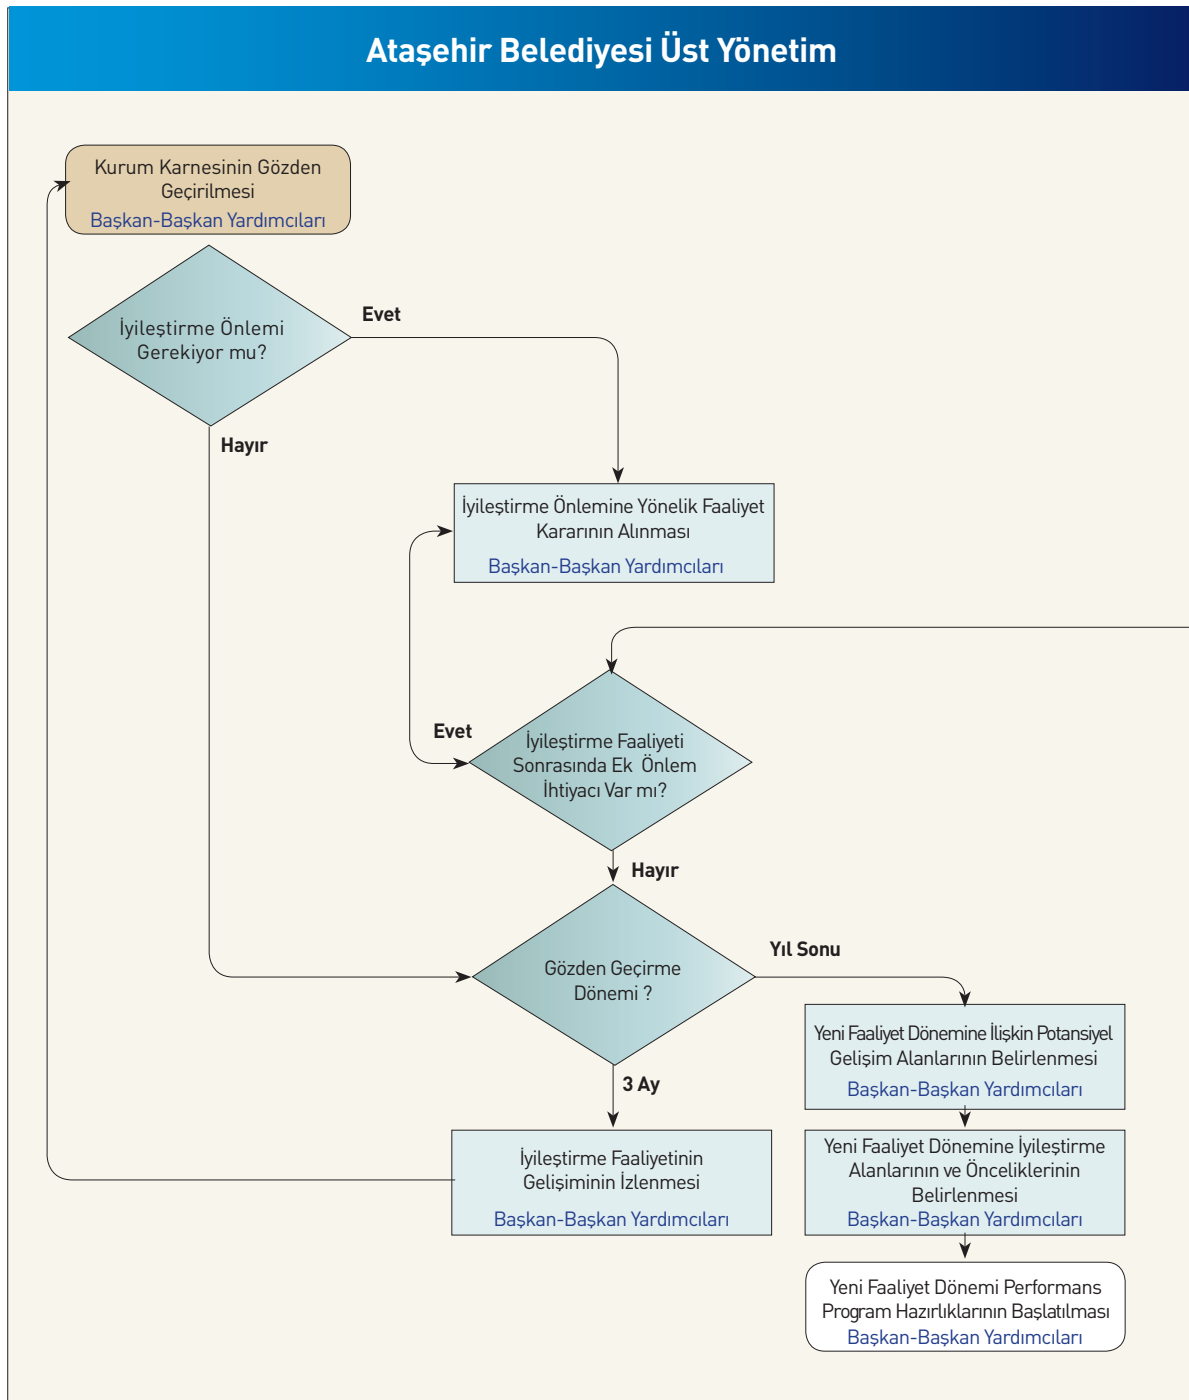 Ataşehir Belediyesi Üst Yönetim
Kurum Karnesinin Gözden
Geçirilmesi
Başkan-Başkan Yardımcıları
İyileştirme Önlemi
Gerekiyor mu?
Evet
Hayır
İyileştirme Önlemine Yönelik Faaliyet
Kararının Alınması
Başkan-Başkan Yardımcıları
Evet
İyileştirme Faaliyeti
Sonrasında Ek Önlem
İhtiyacı Var mı?
Hayır
Gözden Geçirme
Dönemi ?
Yıl Sonu
3 Ay
Yeni Faaliyet Dönemine İlişkin Potansiyel
Gelişim Alanlarının Belirlenmesi
Başkan-Başkan Yardımcıları
İyileştirme Faaliyetinin
Gelişiminin İzlenmesi
Başkan-Başkan Yardımcıları
Yeni Faaliyet Dönemine İyileştirme
Alanlarının ve Önceliklerinin
Belirlenmesi
Başkan-Başkan Yardımcıları
Yeni Faaliyet Dönemi Performans
Program Hazırlıklarının Başlatılması
Başkan-Başkan Yardımcıları